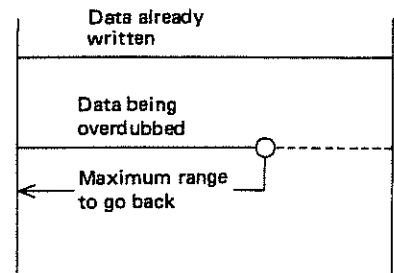 Data already
written
Data being
overdubbed
Maximum range
to go back